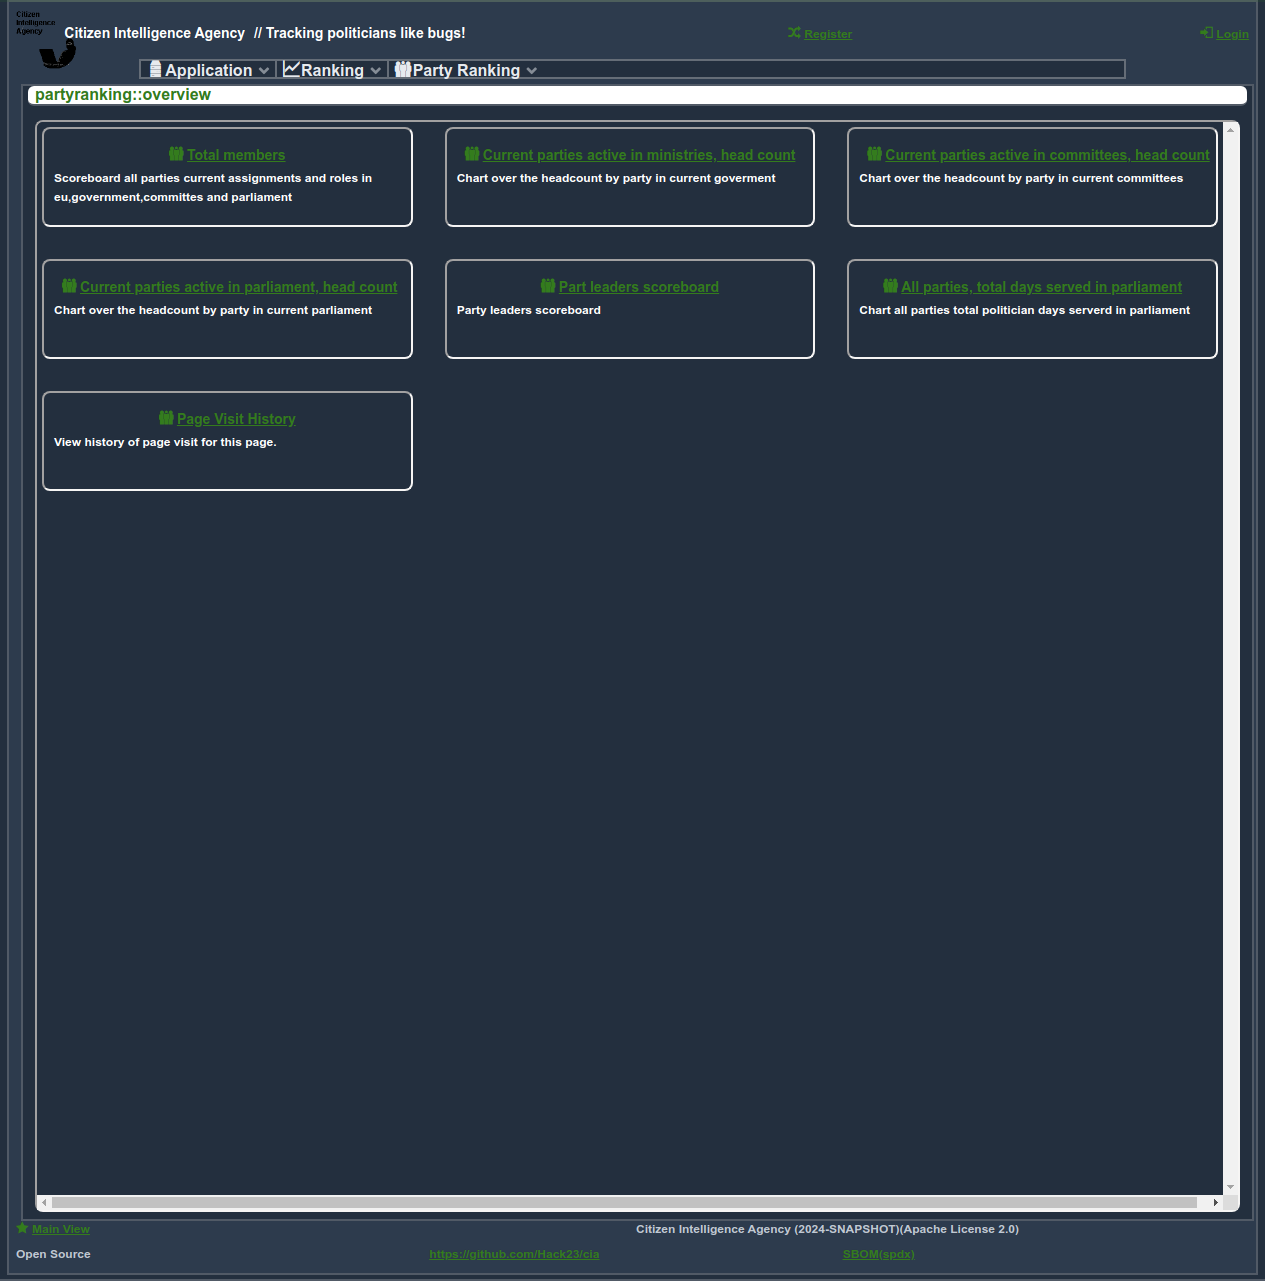 Citizen
Intelligence
Agency
Citizen Intelligence Agency // Tracking politicians like bugs!
Register
Login
Application
Ranking
Party Ranking
partyranking::overview
Total members
Scoreboard all parties current assignments and roles in
eu,government,committes and parliament
Current parties active in ministries, head count
Chart over the headcount by party in current goverment
Current parties active in committees, head count
Chart over the headcount by party in current committees
Current parties active in parliament, head count
Chart over the headcount by party in current parliament
Part leaders scoreboard
Party leaders scoreboard
All parties, total days served in parliament
Chart all parties total politician days serverd in parliament
Page Visit History
View history of page visit for this page.
Main View
Citizen Intelligence Agency (2024-SNAPSHOT)(Apache License 2.0)
Open Source
https://github.com/Hack23/cia
SBOM(spdx)